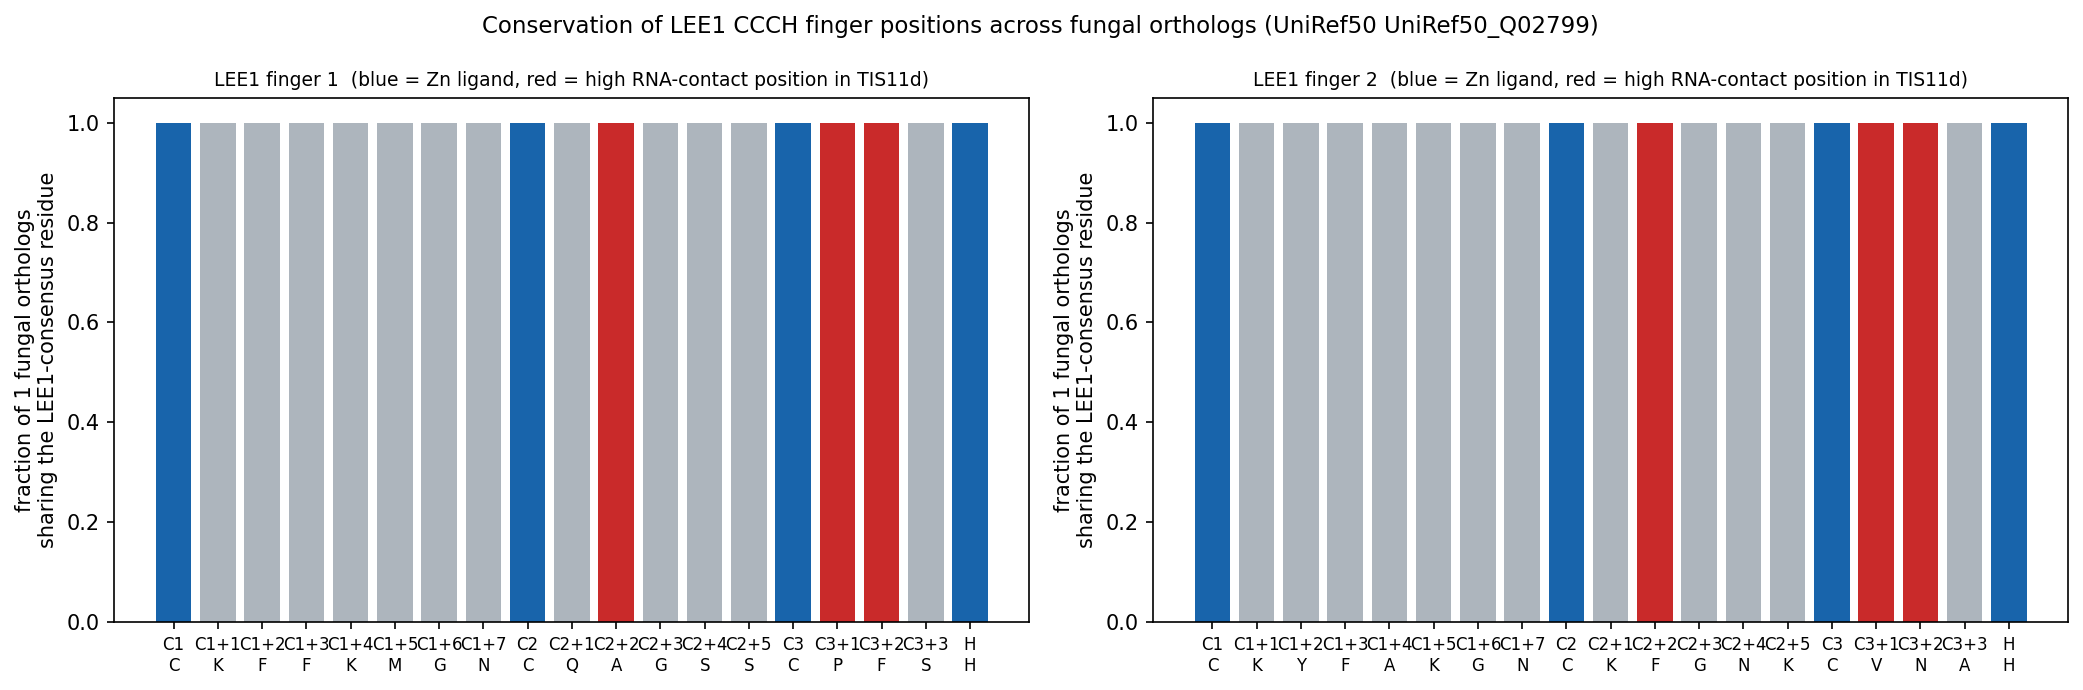 Conservation of LEE1 CCCH finger positions across fungal orthologs (UniRef50 UniRef50_Q02799)
LEE1 finger 1 (blue = Zn ligand, red = high RNA-contact position in TIS11d)
fraction of 1 fungal orthologs
sharing the LEE1-consensus residue
1.0
0.8
0.6
0.4
0.2
0.0
C1 C1+1 C1+2 C1+3 C1+4 C1+5 C1+6 C1+7 C2 C2+1 C2+2 C2+3 C2+4 C2+5 C3 C3+1 C3+2 C3+3 H
C K F F K M G N C Q A G S S C P F S H
LEE1 finger 2 (blue = Zn ligand, red = high RNA-contact position in TIS11d)
fraction of 1 fungal orthologs
sharing the LEE1-consensus residue
1.0
0.8
0.6
0.4
0.2
0.0
C1 C1+1 C1+2 C1+3 C1+4 C1+5 C1+6 C1+7 C2 C2+1 C2+2 C2+3 C2+4 C2+5 C3 C3+1 C3+2 C3+3 H
C K Y F A K G N C K F G N K C V N A H